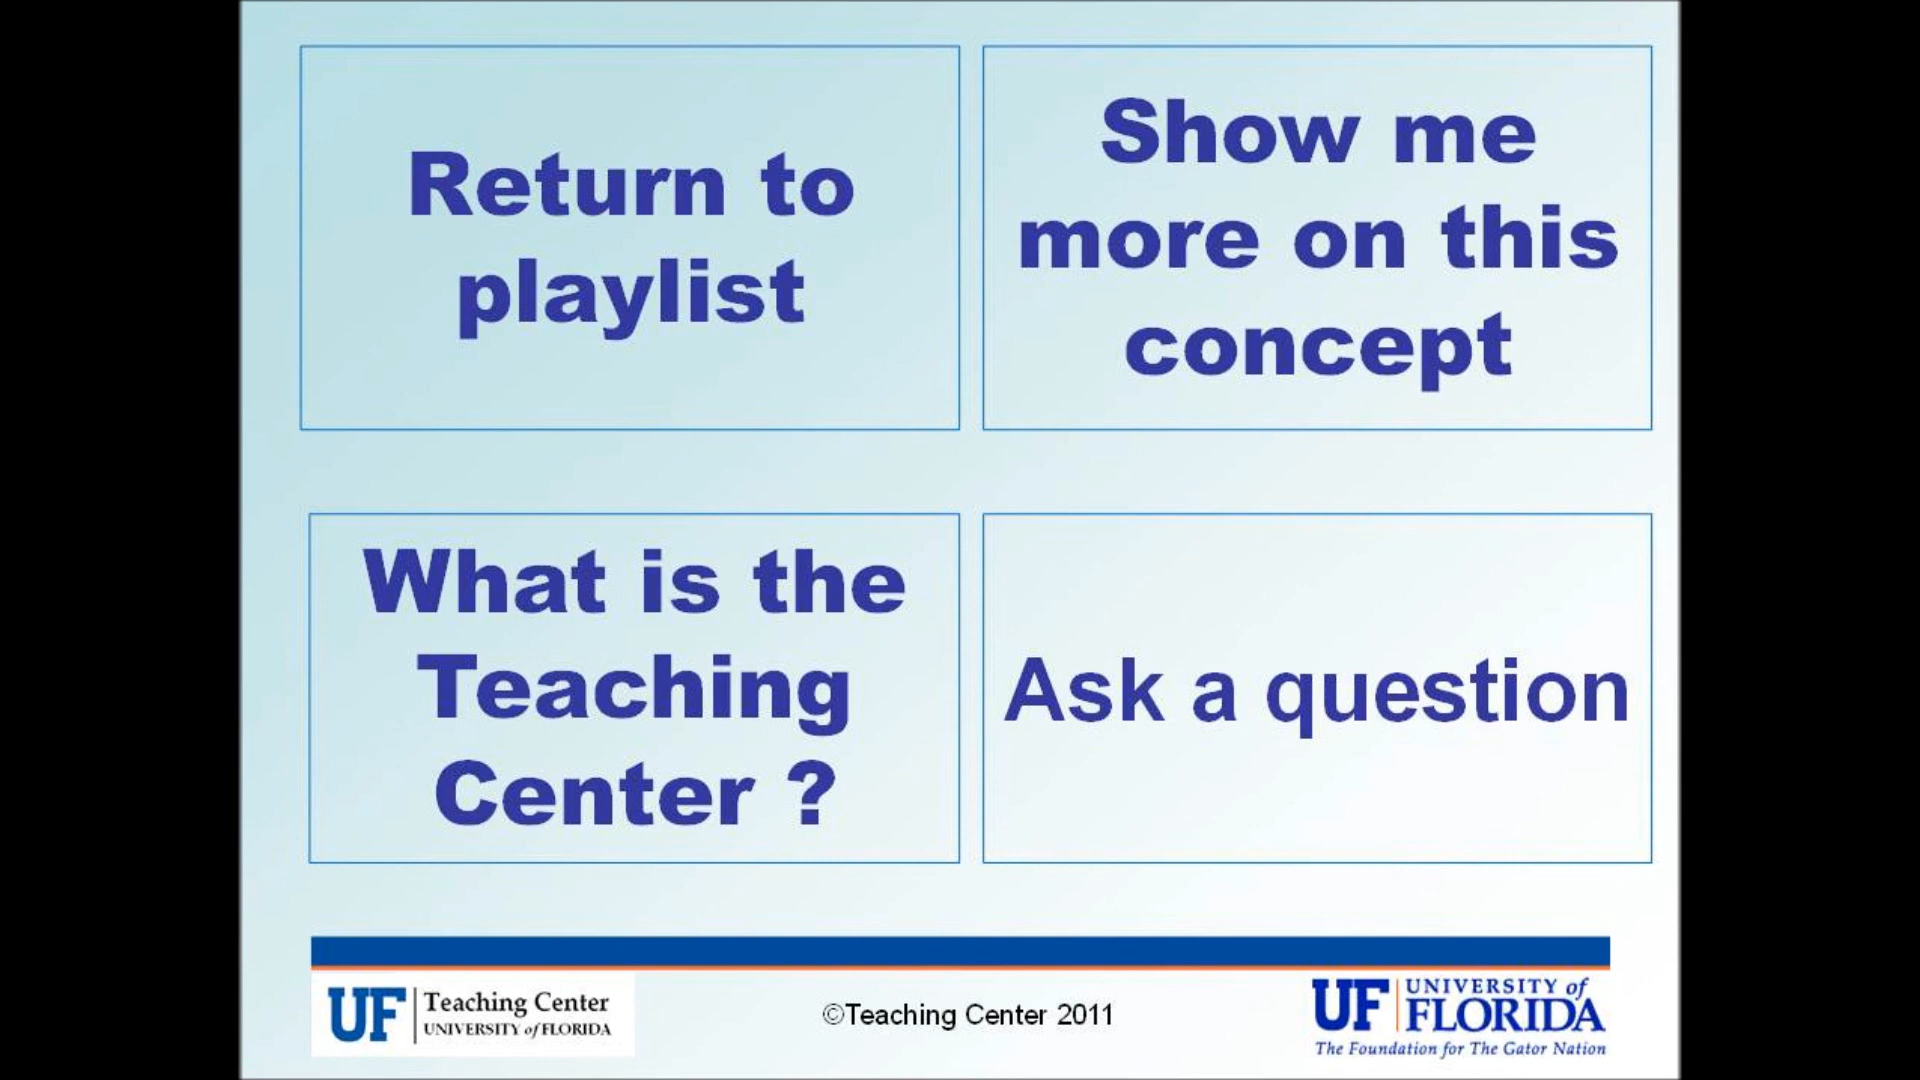 Return to
playlist
Show me
more on this
concept
What is the
Teaching
Center ?
Ask a question
UF Teaching Center
UNIVERSITY of FLORIDA
©Teaching Center 2011
UF UNIVERSITY of
FLORIDA
The Foundation for The Gator Nation